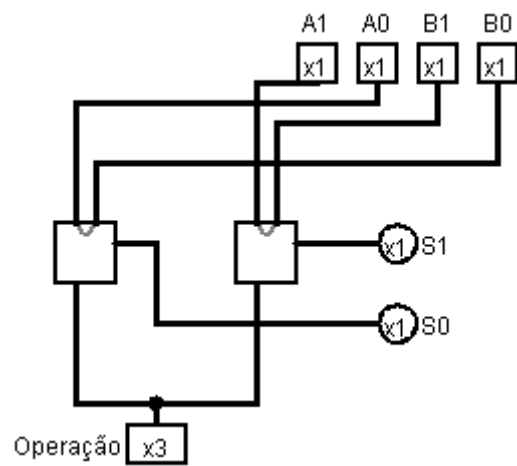 A1 A0 B1 B0
x1 x1 x1 x1
x1 S1
x1 S0
Operação x3